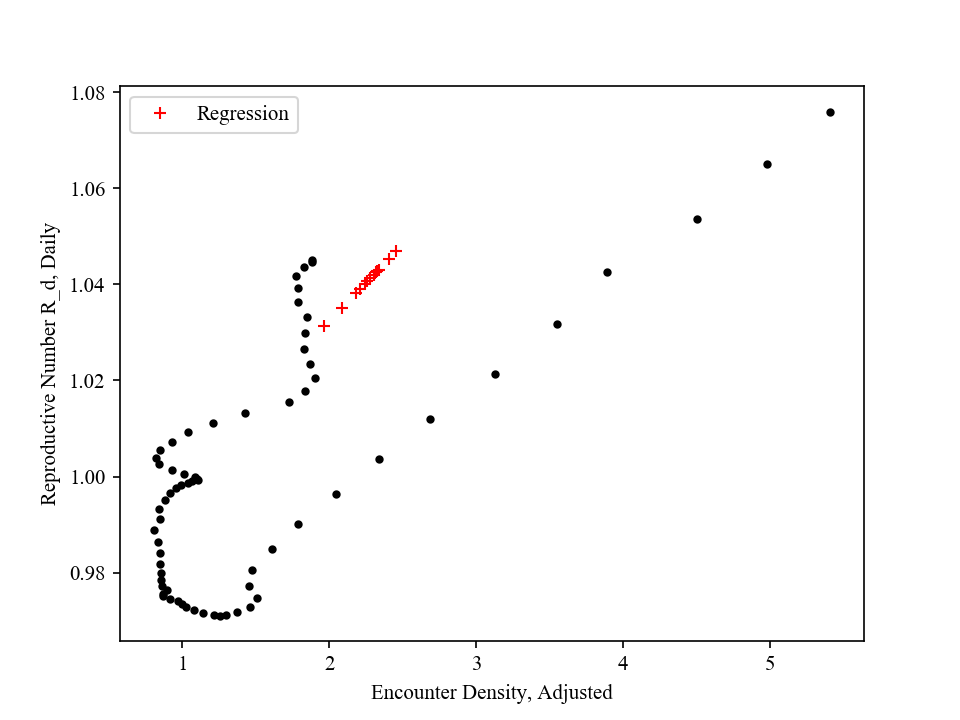 Regression
1.08
1.06
1.04
1.02
1.00
0.98
Reproductive Number R_d, Daily
1 2 3 4 5
Encounter Density, Adjusted